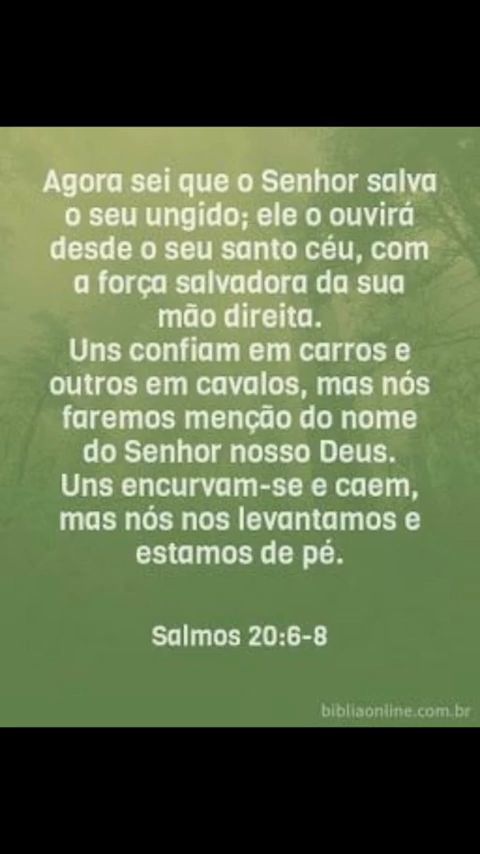 Agora sei que o Senhor salva
o seu ungido; ele o ouvirá
desde o seu santo céu, com
a força salvadora da sua
mão direita.
Uns confiam em carros e
outros em cavalos, mas nós
faremos menção do nome
do Senhor nosso Deus.
Uns encurvam-se e caem,
mas nós nos levantamos e
estamos de pé.
Salmos 20:6-8
bibliaonline.com.br